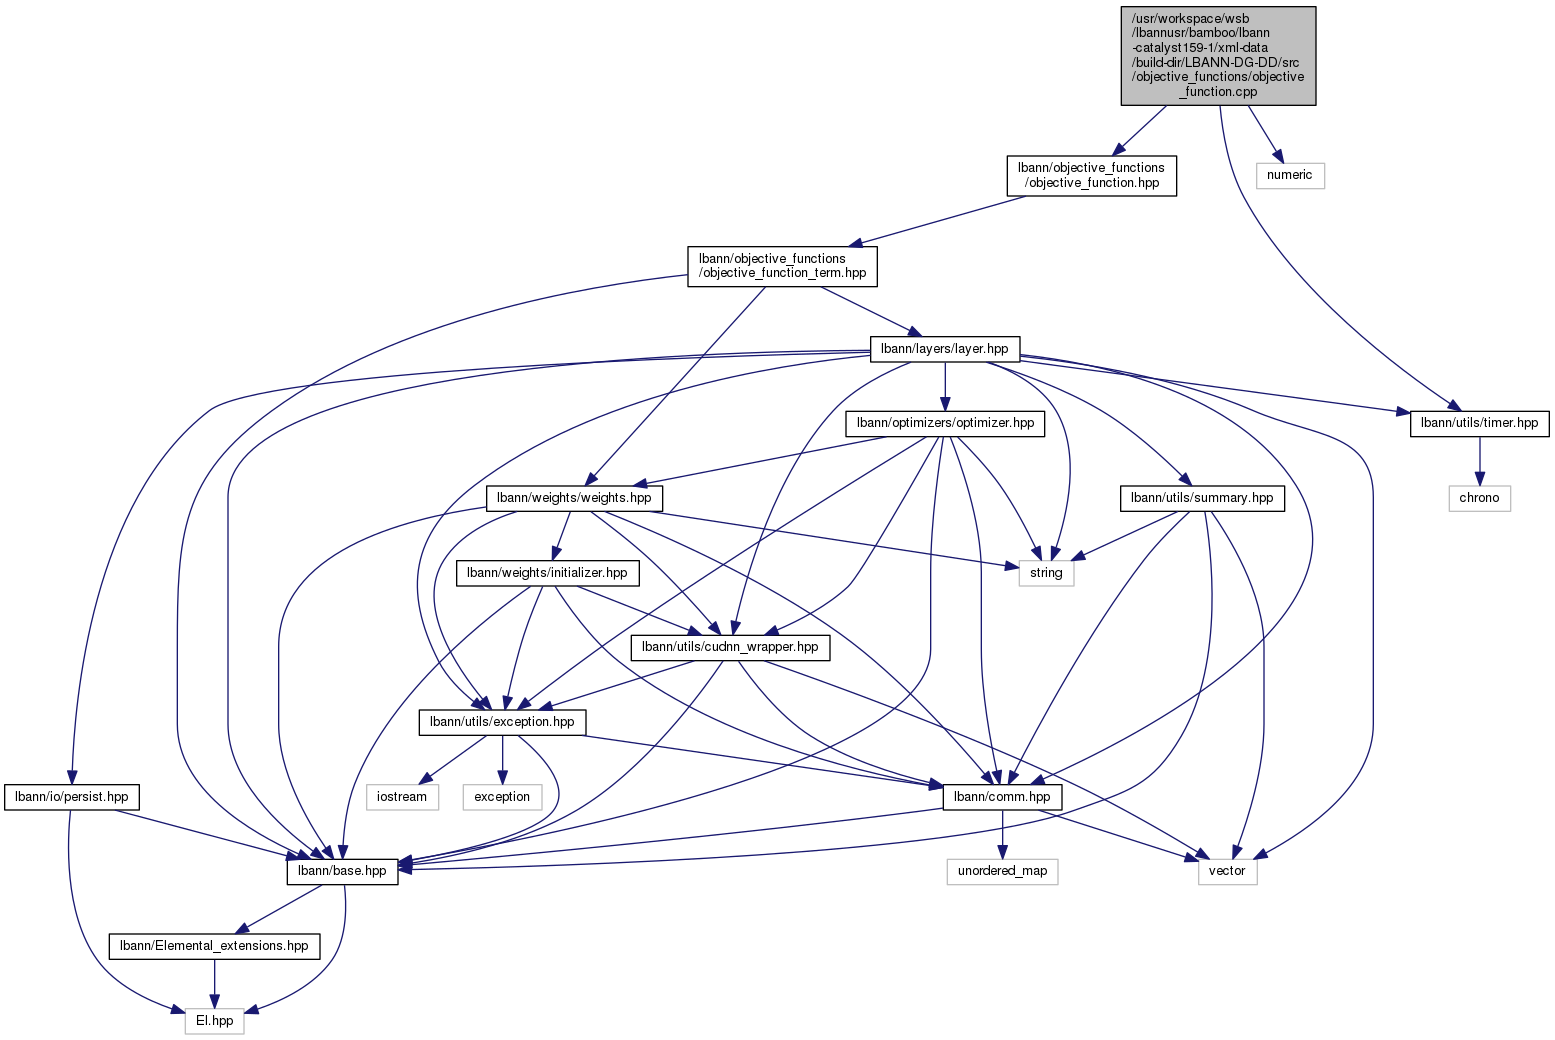 /usr/workspace/wsb
/lbannusr/bamboo/lbann
-catalyst159-1/xml-data
/build-dir/LBANN-DG-DD/src
/objective_functions/objective
_function.cpp
lbann/objective_functions
/objective_function.hpp
numeric
lbann/objective_functions
/objective_function_term.hpp
lbann/layers/layer.hpp
lbann/optimizers/optimizer.hpp
lbann/utils/timer.hpp
lbann/weights/weights.hpp
lbann/utils/summary.hpp
chrono
lbann/weights/initializer.hpp
string
lbann/utils/cudnn_wrapper.hpp
lbann/utils/exception.hpp
lbann/io/persist.hpp
iostream
exception
lbann/comm.hpp
lbann/base.hpp
unordered_map
vector
lbann/Elemental_extensions.hpp
El.hpp